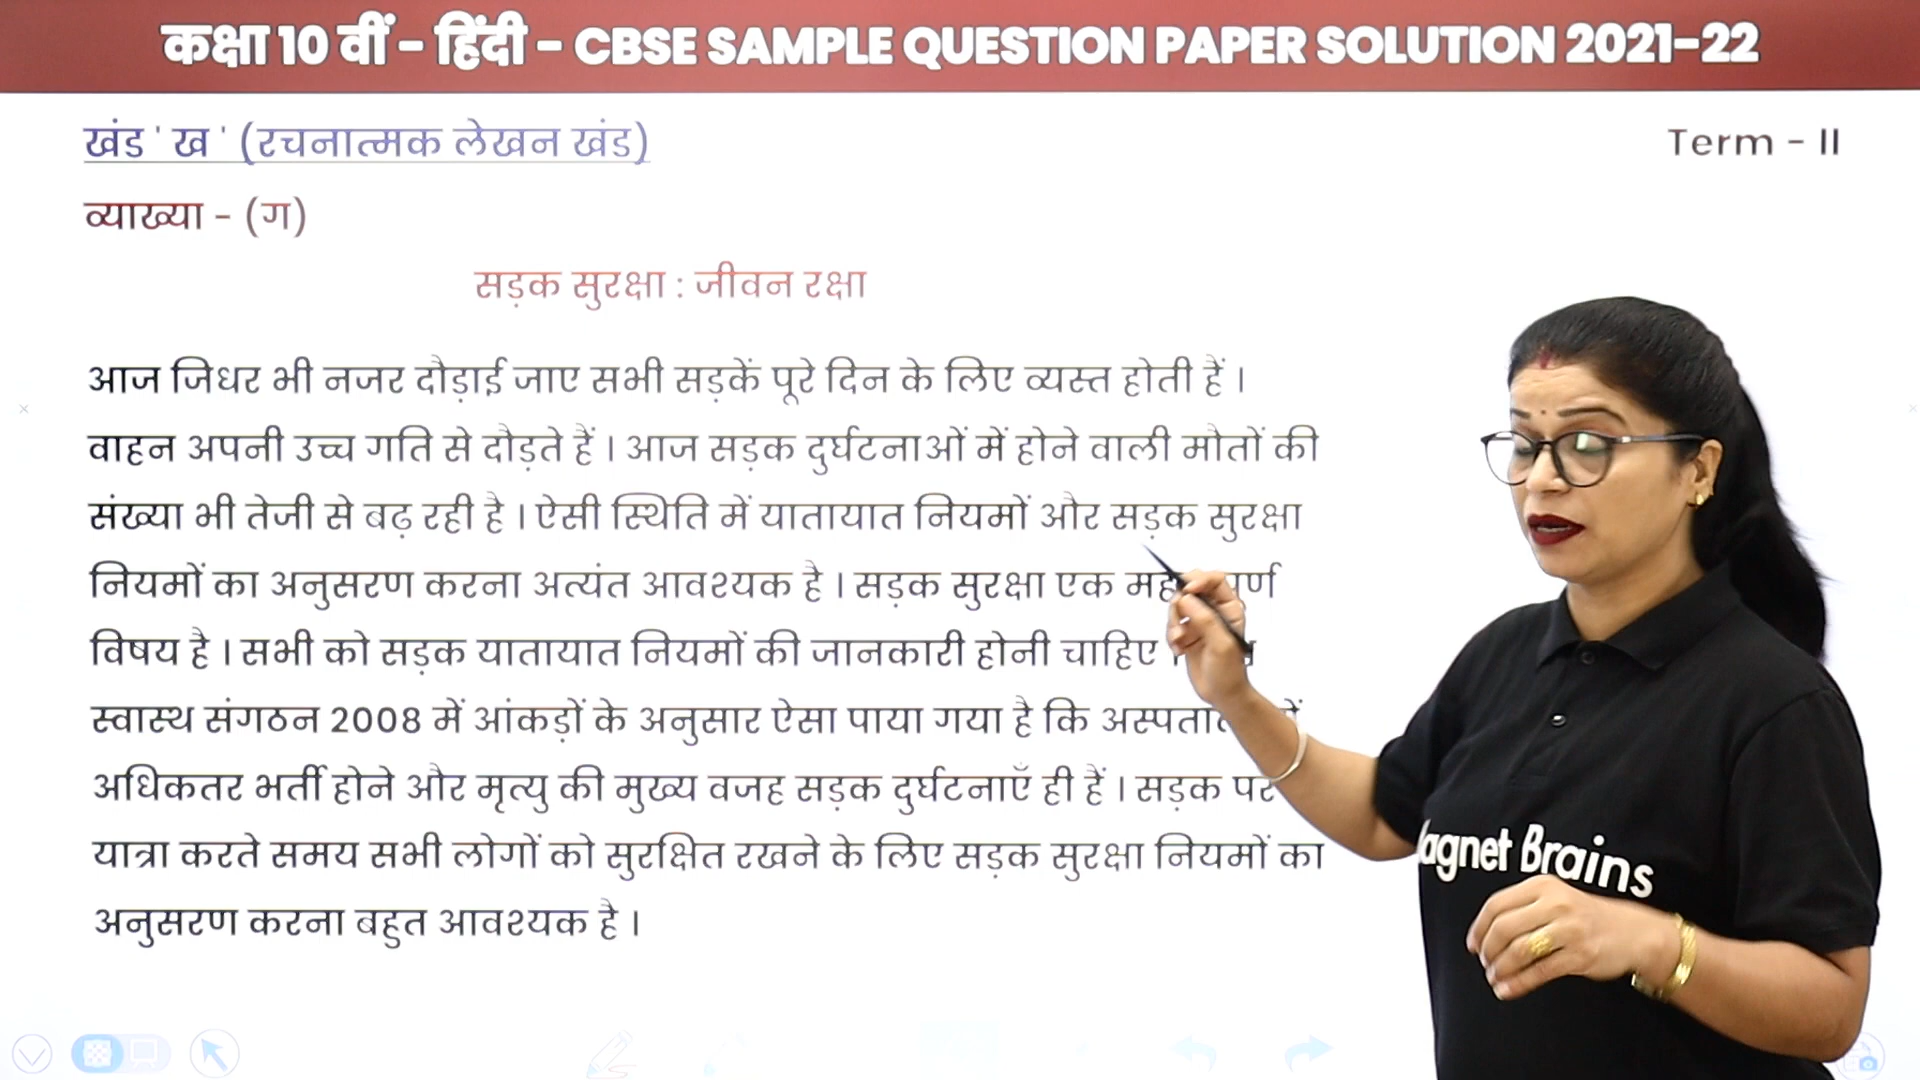 कक्षा 10 वीं - हिंदी - CBSE SAMPLE QUESTION PAPER SOLUTION 2021-22
खंड ' ख ' (रचनात्मक लेखन खंड)
Term - II
व्याख्या - (ग)
सड़क सुरक्षा : जीवन रक्षा
आज जिधर भी नजर दौड़ाई जाए सभी सड़कें पूरे दिन के लिए व्यस्त होती हैं ।
वाहन अपनी उच्च गति से दौड़ते हैं । आज सड़क दुर्घटनाओं में होने वाली मौतों की
संख्या भी तेजी से बढ़ रही है । ऐसी स्थिति में यातायात नियमों और सड़क सुरक्षा
नियमों का अनुसरण करना अत्यंत आवश्यक है । सड़क सुरक्षा एक
विषय है । सभी को सड़क यातायात नियमों की जानकारी होनी चाहिए ।
स्वास्थ संगठन 2008 में आंकड़ों के अनुसार ऐसा पाया गया है कि
अधिकतर भर्ती होने और मृत्यु की मुख्य वजह सड़क दुर्घटनाएँ ही हैं । सड़क पर
यात्रा करते समय सभी लोगों को सुरक्षित रखने के लिए सड़क सुरक्षा नियमों का
अनुसरण करना बहुत आवश्यक है ।
agnet Brains